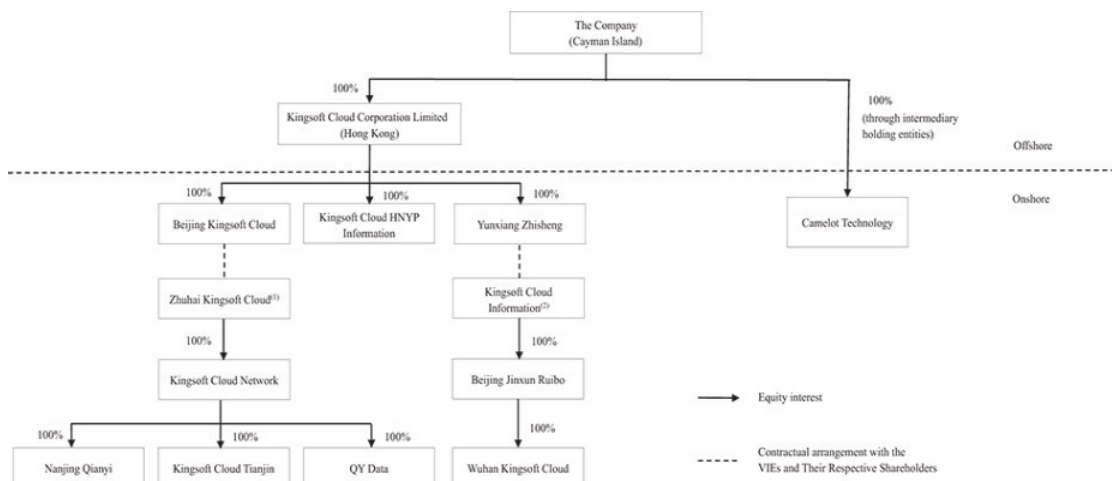 The Company
(Cayman Island)
100%
Kingsoft Cloud Corporation Limited
(Hong Kong)
100%
(through intermediary
holding entities)
Offshore
Onshore
100%
100%
100%
Beijing Kingsoft Cloud
Kingsoft Cloud HNYP
Information
Yunxiang Zhisheng
Camelot Technology
Zhuhai Kingsoft Cloud(1)
Kingsoft Cloud
Information(2)
100%
100%
Kingsoft Cloud Network
Beijing Jinxun Ruibo
Equity interest
100%
100%
100%
100%
Nanjing Qianyi
Kingsoft Cloud Tianjin
QY Data
Wuhan Kingsoft Cloud
Contractual arrangement with the
VIEs and Their Respective Shareholders